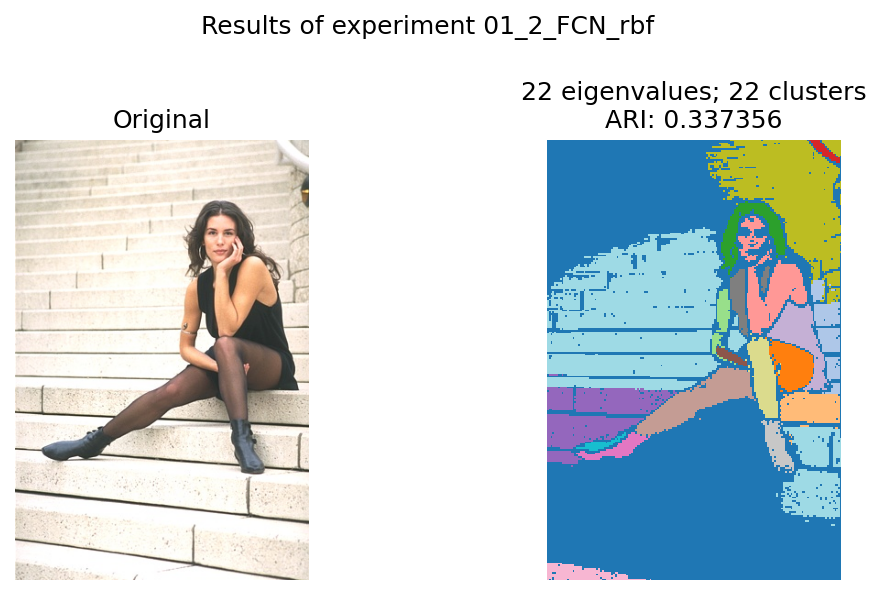 Results of experiment 01_2_FCN_rbf
Original
22 eigenvalues; 22 clusters
ARI: 0.337356